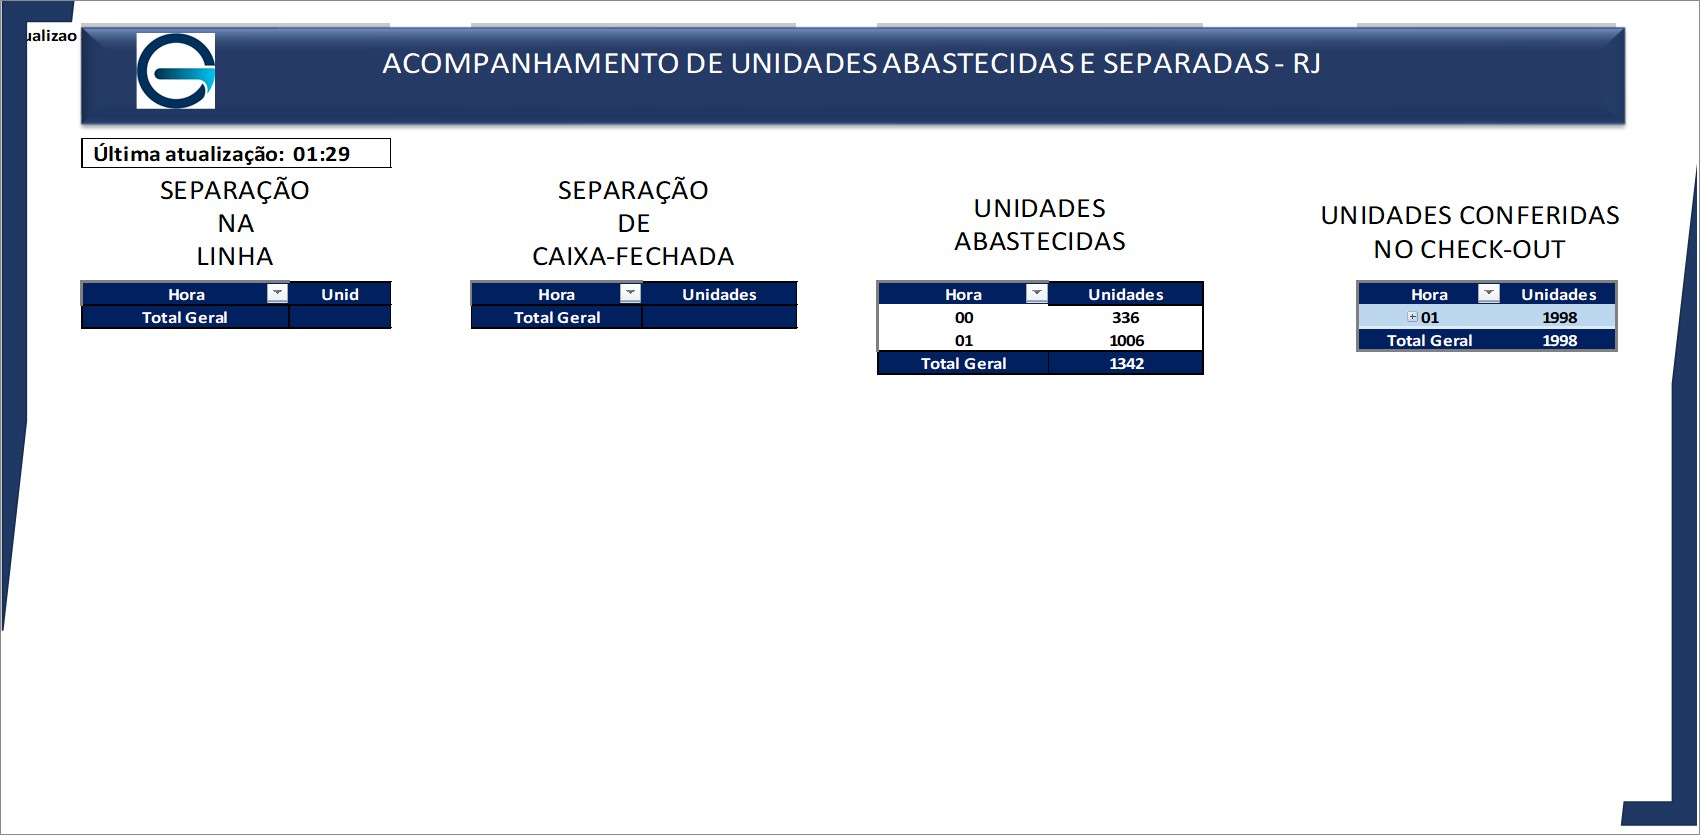 ualizao
ACOMPANHAMENTO DE UNIDADES ABASTECIDAS E SEPARADAS - RJ
Última atualização: 01:29
SEPARAÇÃO
NA
LINHA
Hora Unid
Total Geral
SEPARAÇÃO
DE
CAIXA-FECHADA
Hora Unidades
Total Geral
UNIDADES
ABASTECIDAS
Hora Unidades
00 336
01 1006
Total Geral 1342
UNIDADES CONFERIDAS
NO CHECK-OUT
Hora Unidades
01 1998
Total Geral 1998